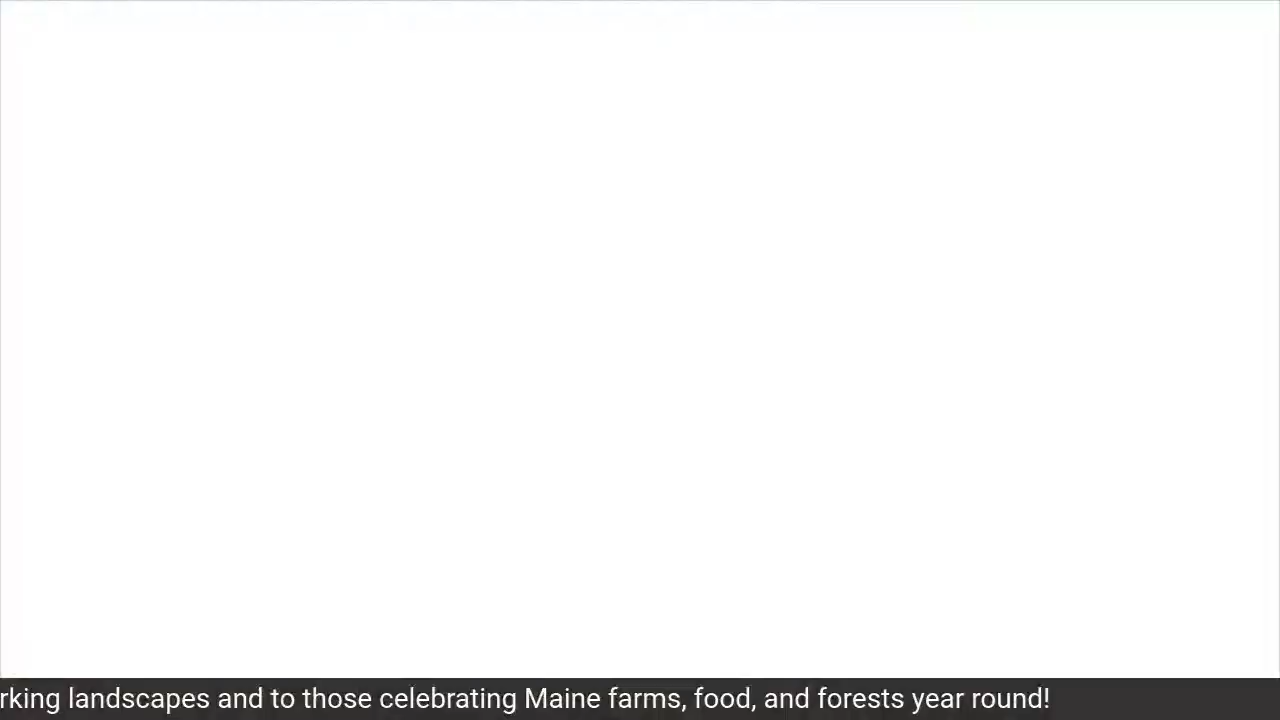 rking landscapes and to those celebrating Maine farms, food, and forests year round!